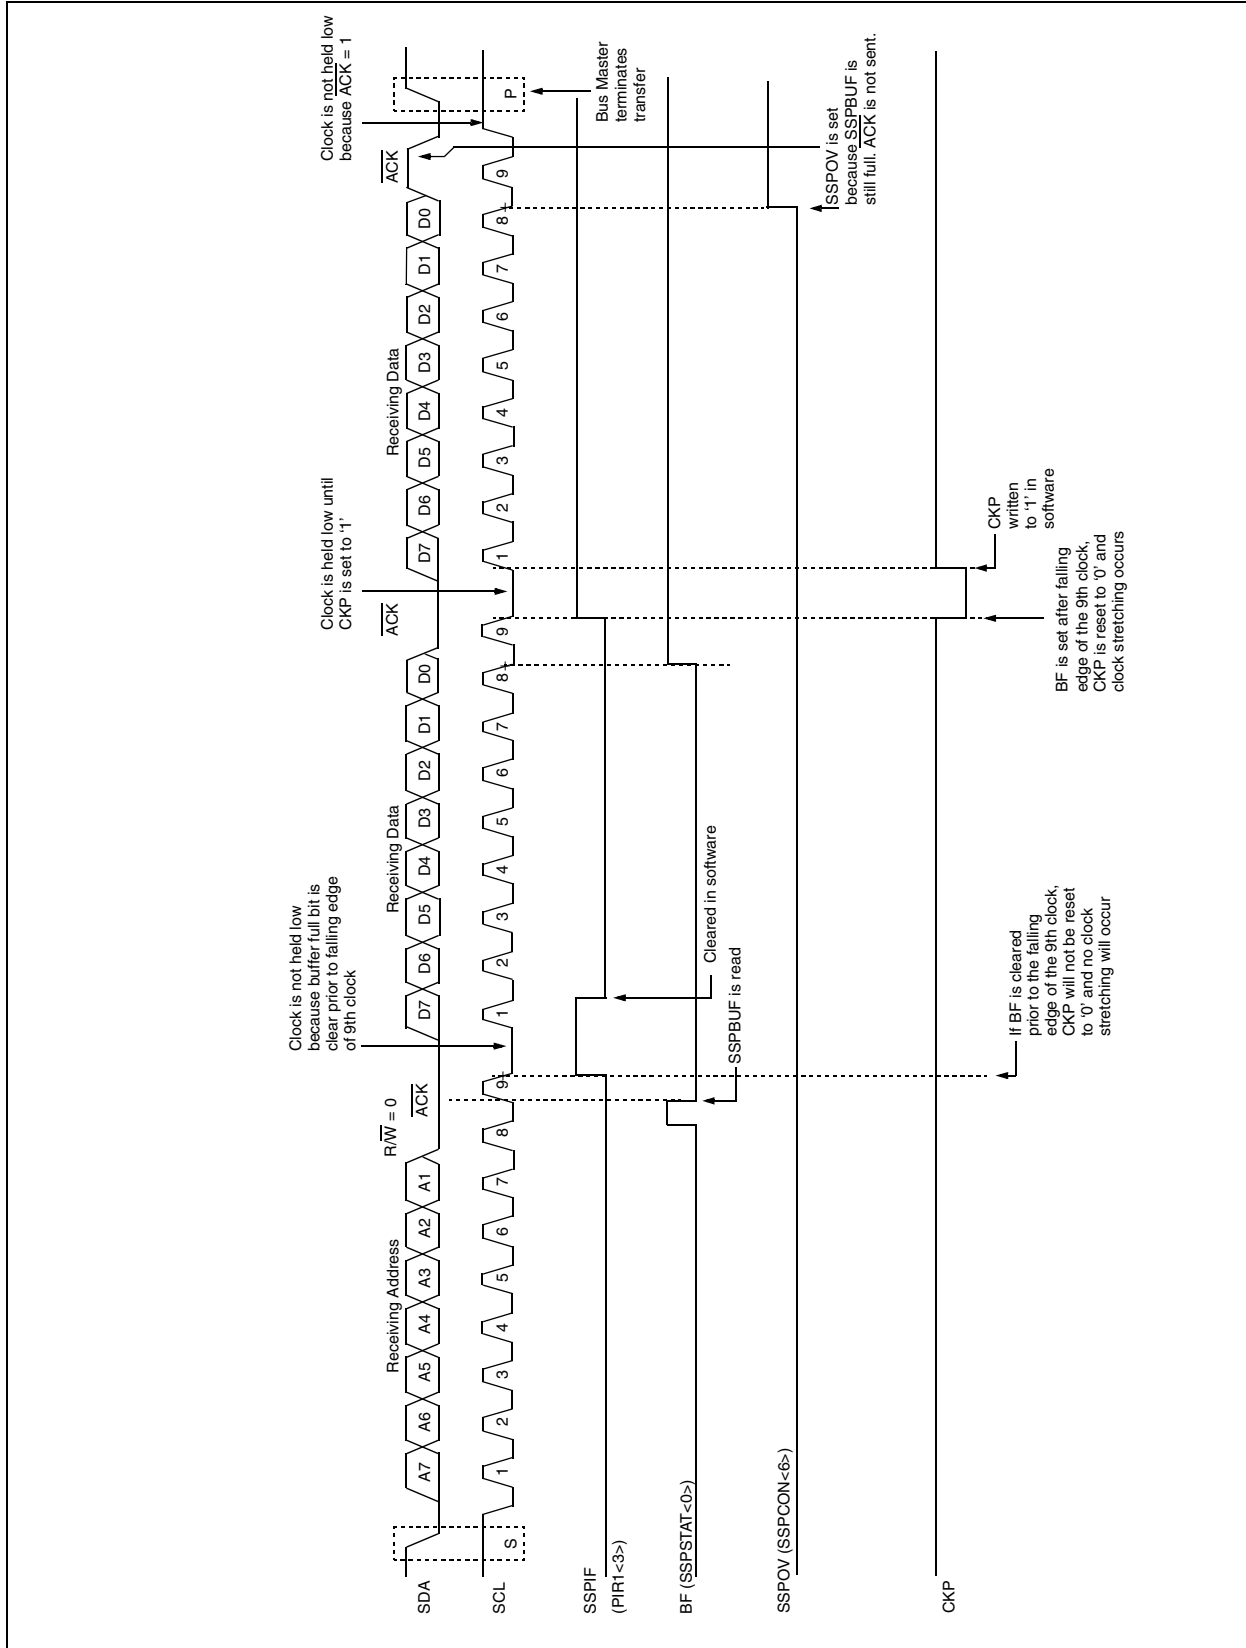 Clock is not held low
because ACK = 1
Clock is held low until
CKP is set to ‘1’
Clock is not held low
because buffer full bit is
clear prior to falling edge
of 9th clock
Receiving Address
R/W = 0
ACK
Receiving Data
ACK
Receiving Data
ACK
SDA
A7 A6 A5 A4 A3 A2 A1
D7 D6 D5 D4 D3 D2 D1 D0
D7 D6 D5 D4 D3 D2 D1 D0
SCL
S
1 2 3 4 5 6 7 8 9
1 2 3 4 5 6 7 8 9
1 2 3 4 5 6 7 8 9
P
SSPIF
(PIR1<3>)
Bus Master
terminates
transfer
Cleared in software
BF (SSPSTAT<0>)
SSPBUF is read
SSPOV (SSPCON<6>)
SSPOV is set
because SSPBUF is
still full. ACK is not sent.
CKP
CKP
written
to ‘1’ in
software
If BF is cleared
prior to the falling
edge of the 9th clock,
CKP will not be reset
to ‘0’ and no clock
stretching will occur
BF is set after falling
edge of the 9th clock,
CKP is reset to ‘0’ and
clock stretching occurs